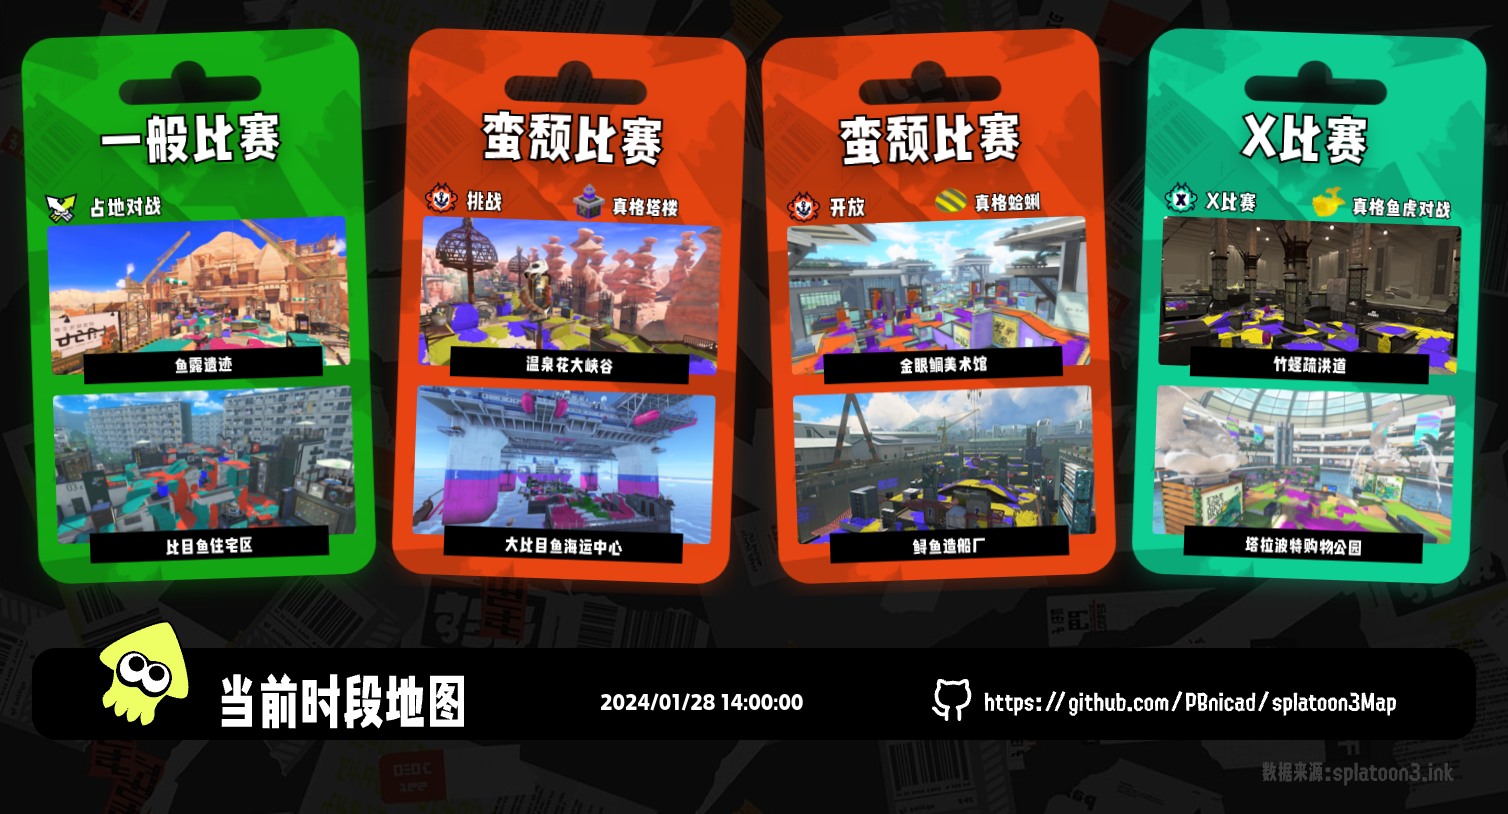 一般比赛
占地对战
鱼露遗迹
比目鱼住宅区
蛮颓比赛
挑战
真格塔楼
温泉花大峡谷
大比目鱼海运中心
蛮颓比赛
开放
真格蛤蜊
金眼鲷美术馆
鲟鱼造船厂
X比赛
X比赛
真格鱼虎对战
竹蛏疏洪道
塔拉波特购物公园
当前时段地图
2024/01/28 14:00:00
https://github.com/PBnicad/splatoon3Map
数据来源:splatoon3.ink